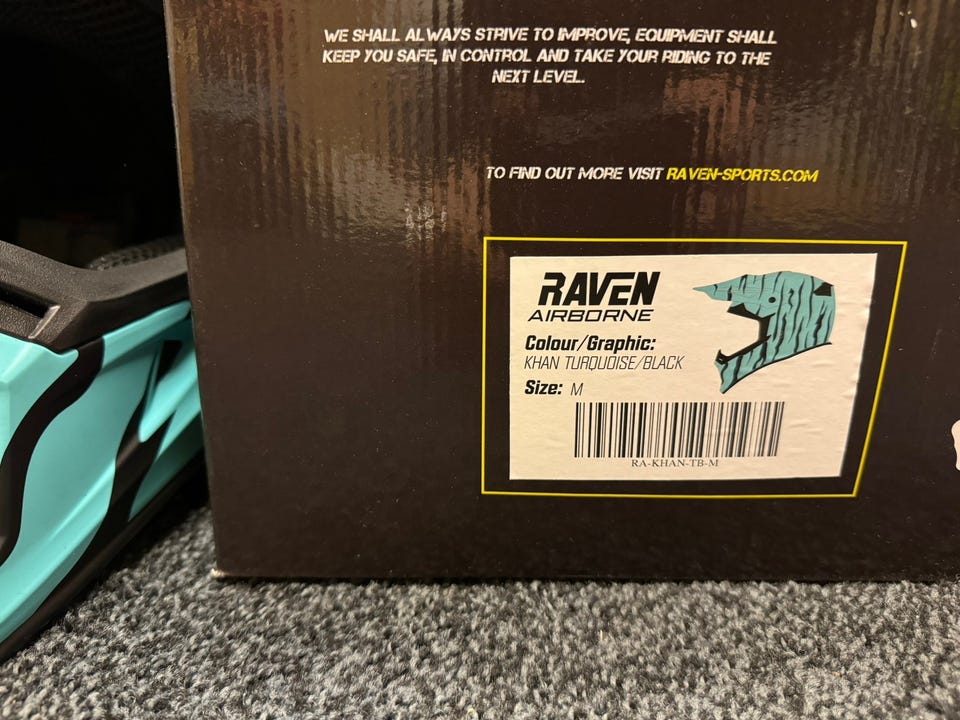 WE SHALL ALWAYS STRIVE TO IMPROVE, EQUIPMENT SHALL
KEEP YOU SAFE, IN CONTROL AND TAKE YOUR RIDING TO THE
NEXT LEVEL.
TO FIND OUT MORE VISIT RAVEN-SPORTS.COM
RAVEN
AIRBORNE
Colour/Graphic:
KHAN TURQUOISE/BLACK
Size: M
RA-KHAN-TB-M